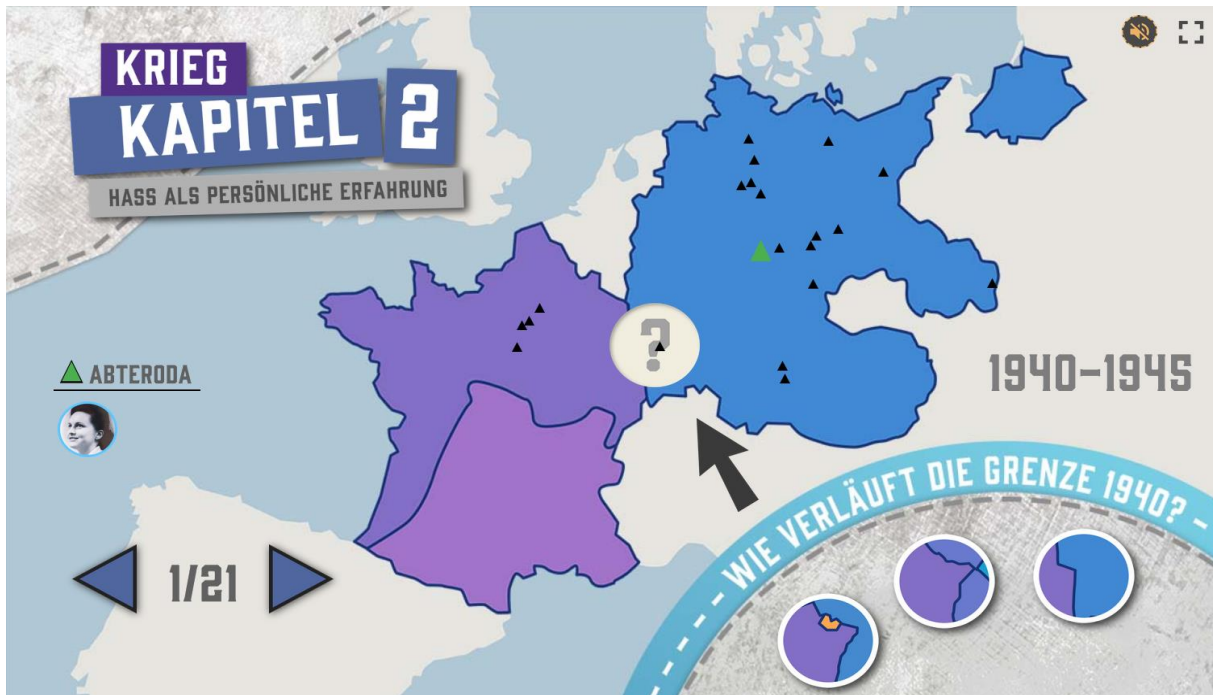 KRIEG
KAPITEL 2
HASS ALS PERSÖNLICHE ERFAHRUNG
?
ABTERODA
1940-1945
1/21
WIE VERLÄUFT DIE GRENZE 1940?